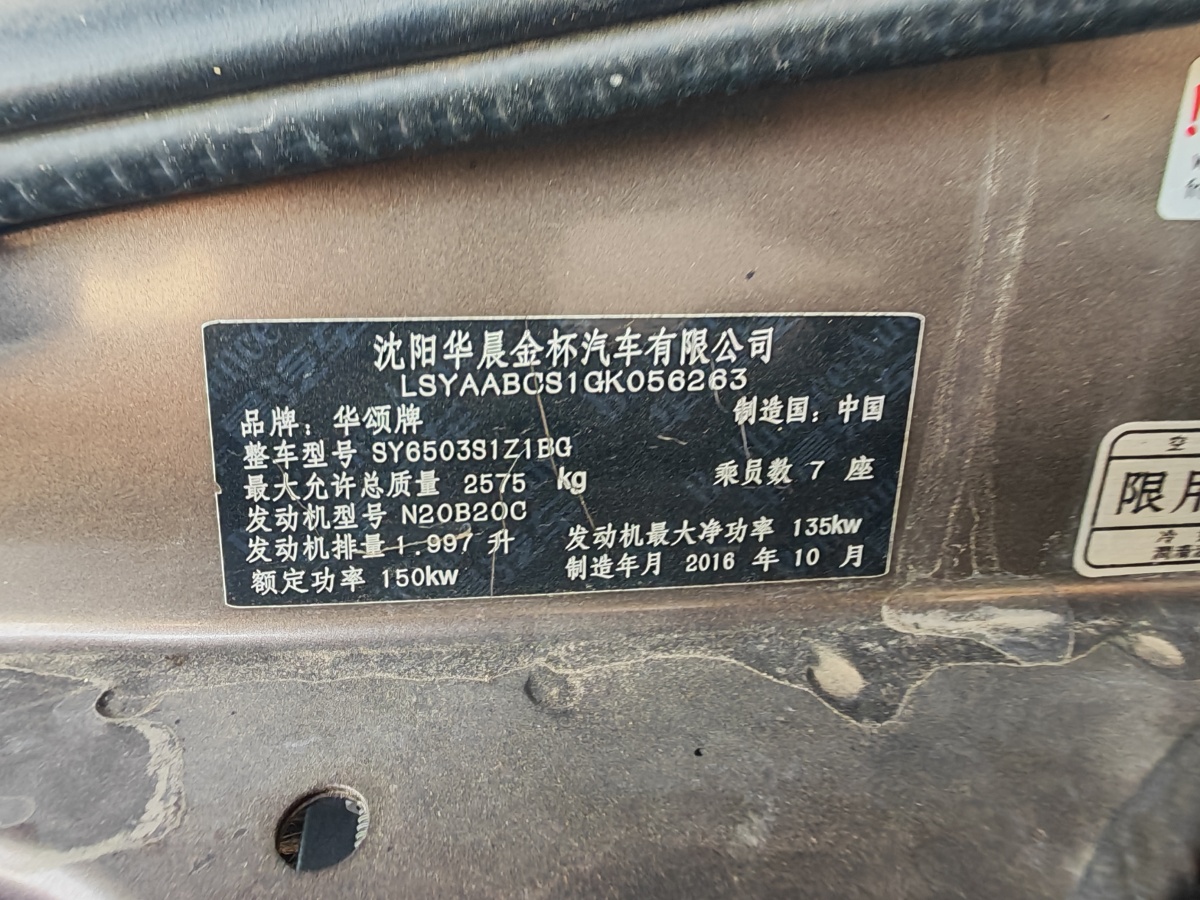 沈阳华晨金杯汽车有限公司
LSYAABCS1GK056263
品牌：华颂牌 制造国：中国
整车型号 SY6503S1Z1BG
最大允许总质量 2575 kg 乘员数 7 座
发动机型号 N20B20C
发动机排量 1.997 升 发动机最大净功率 135kw
额定功率 150kw 制造年月 2016 年 10 月
!
空
限用
冷